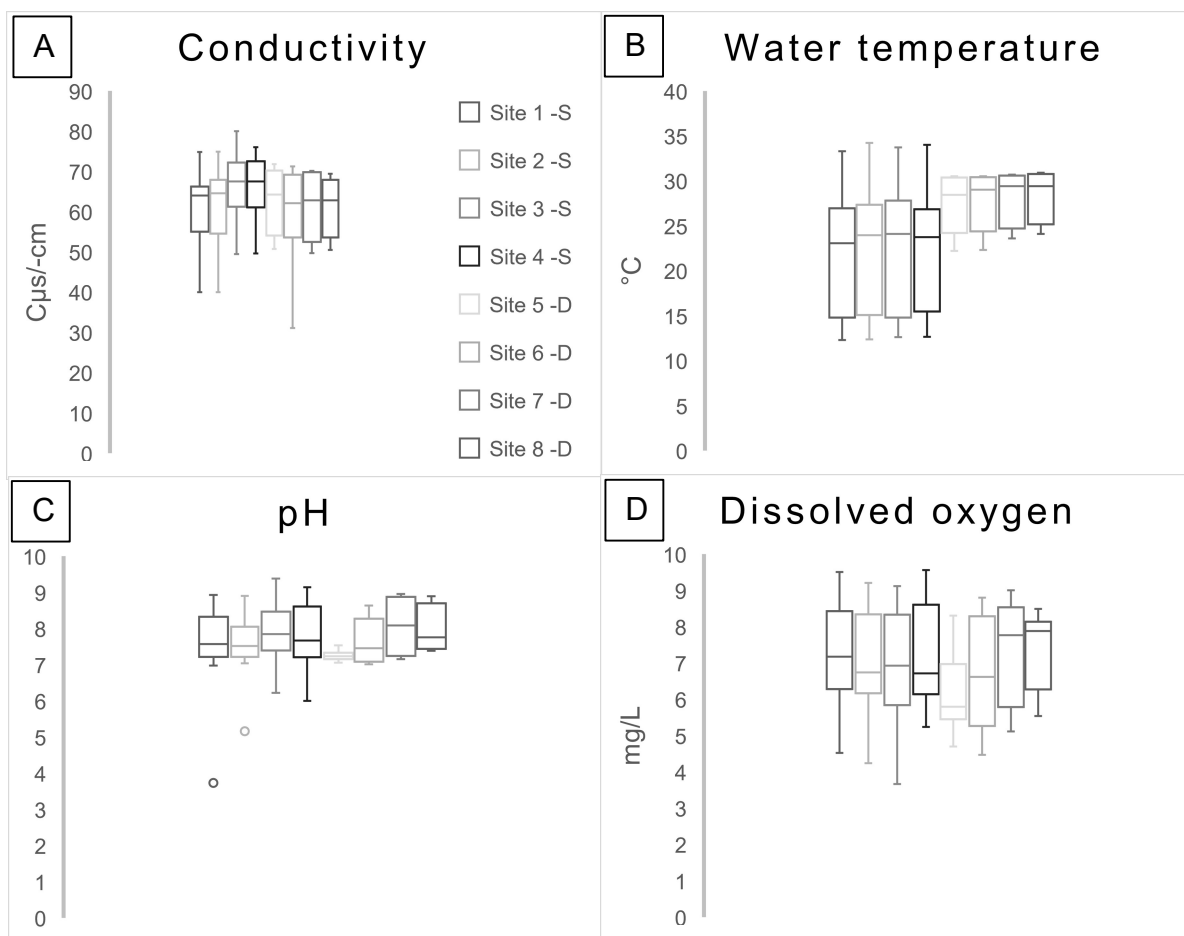 A
Conductivity
90
80
70
60
50
40
30
20
10
0
Cµs/-cm
Site 1 -S
Site 2 -S
Site 3 -S
Site 4 -S
Site 5 -D
Site 6 -D
Site 7 -D
Site 8 -D
B
Water temperature
40
35
30
25
20
15
10
5
0
°C
C
pH
10
9
8
7
6
5
4
3
2
1
0
D
Dissolved oxygen
10
9
8
7
6
5
4
3
2
1
0
mg/L